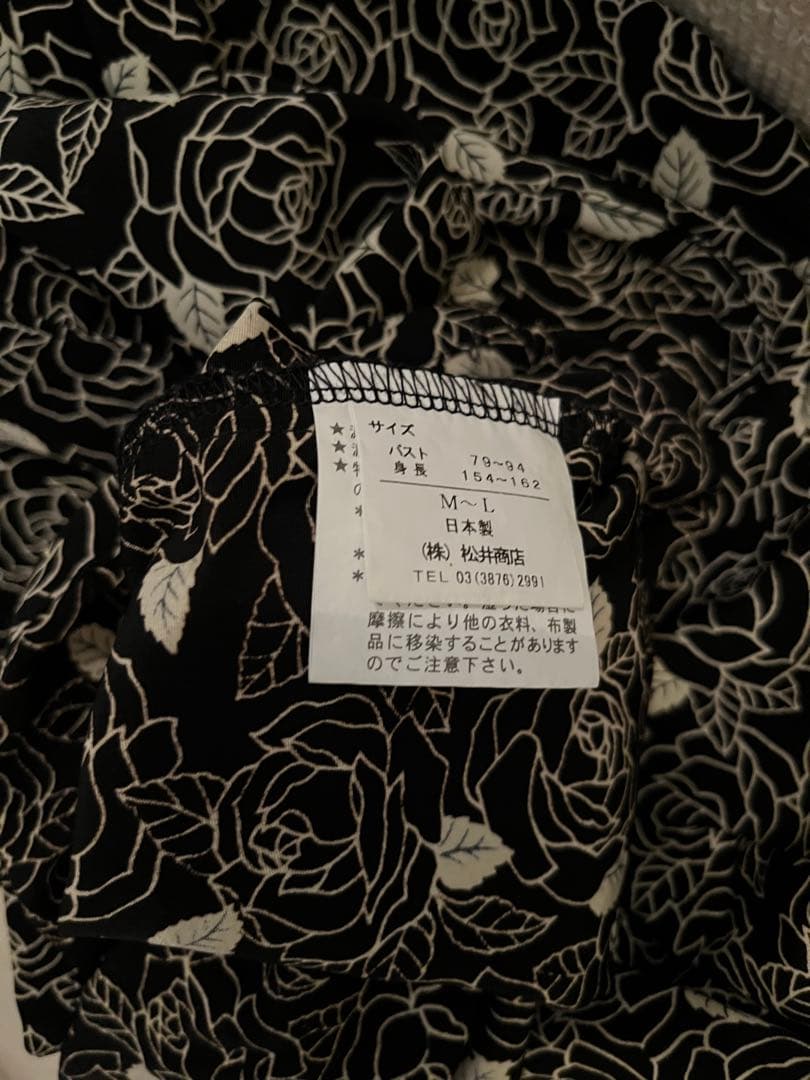 サイズ
バスト 79～94
身長 154～162
M～L
日本製
(株) 松井商店
TEL 03(3876)2991
★
★
★
の
＊
＊
＊
摩擦により他の衣料、布製
品に移染することがあります
のでご注意下さい。